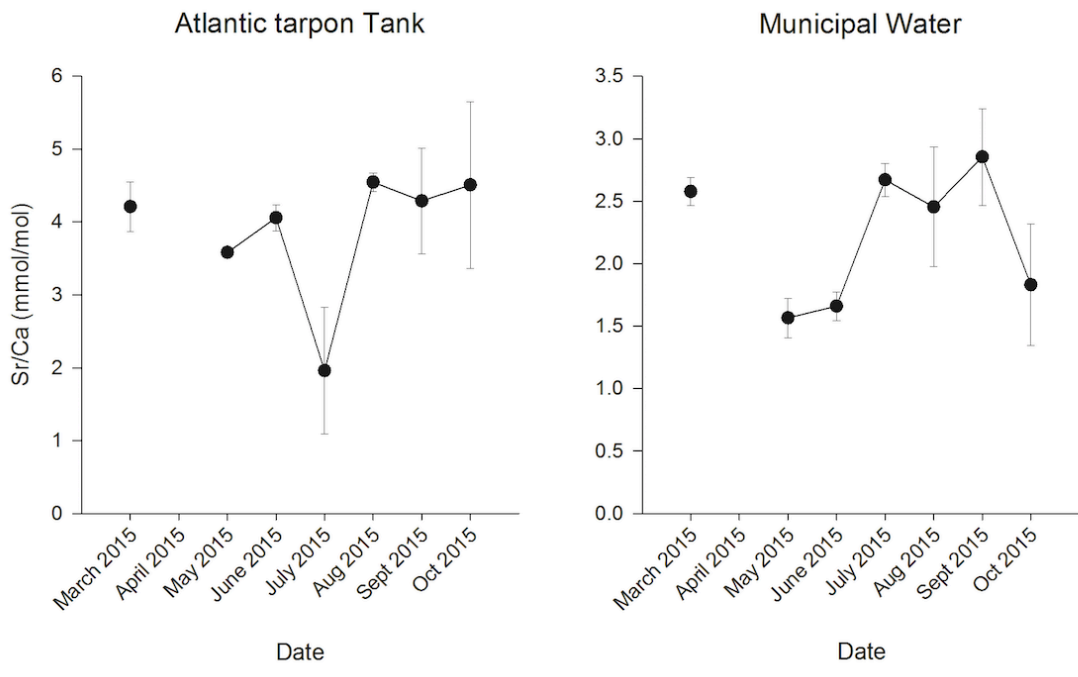 Atlantic tarpon Tank
Sr/Ca (mmol/mol)
6
5
4
3
2
1
0
March 2015
April 2015
May 2015
June 2015
July 2015
Aug 2015
Sept 2015
Oct 2015
Date
Municipal Water
3.5
3.0
2.5
2.0
1.5
1.0
0.5
0.0
March 2015
April 2015
May 2015
June 2015
July 2015
Aug 2015
Sept 2015
Oct 2015
Date